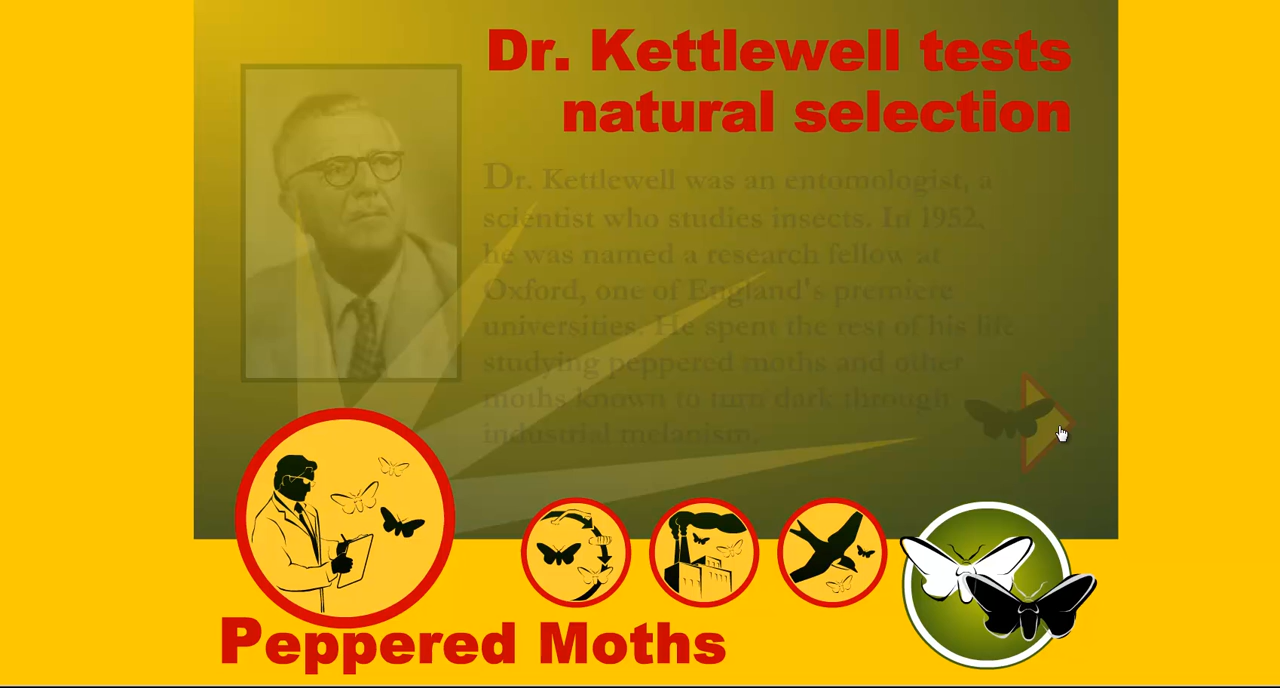 Dr. Kettlewell tests
natural selection
Dr. Kettlewell was an entomologist, a
scientist who studies insects. In 1952,
he was named a research fellow at
Oxford, one of England's premiere
universities. He spent the rest of his life
studying peppered moths and other
moths known to turn dark through
industrial melanism.
Peppered Moths